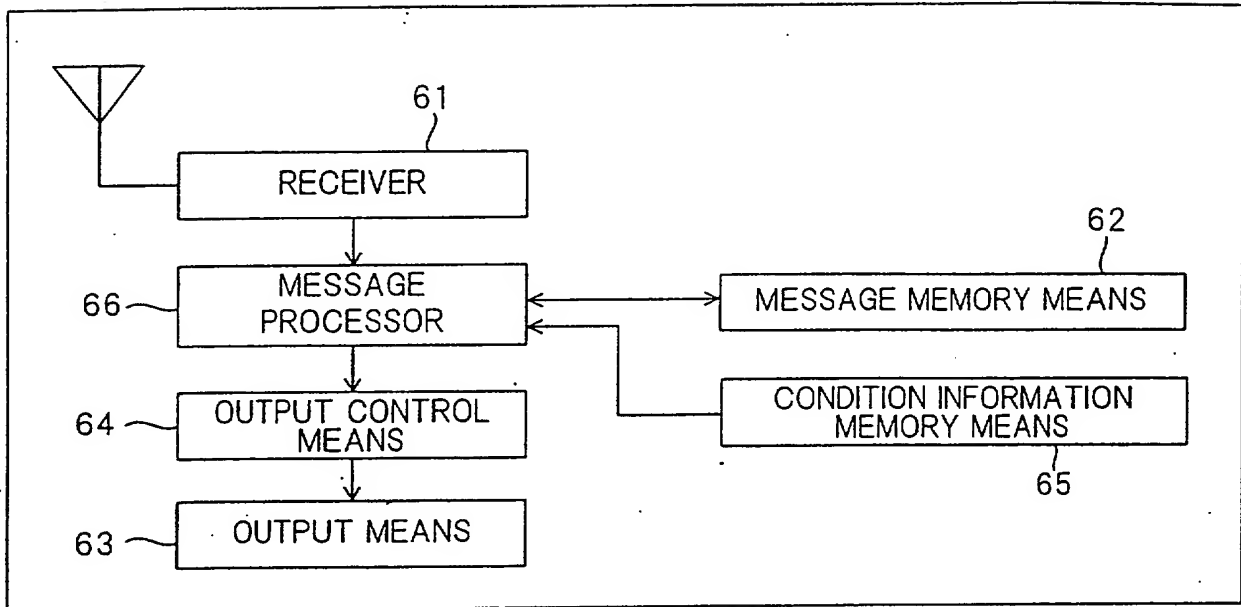 61
RECEIVER
62
66
MESSAGE
PROCESSOR
MESSAGE MEMORY MEANS
64
OUTPUT CONTROL
MEANS
CONDITION INFORMATION
MEMORY MEANS
65
63
OUTPUT MEANS